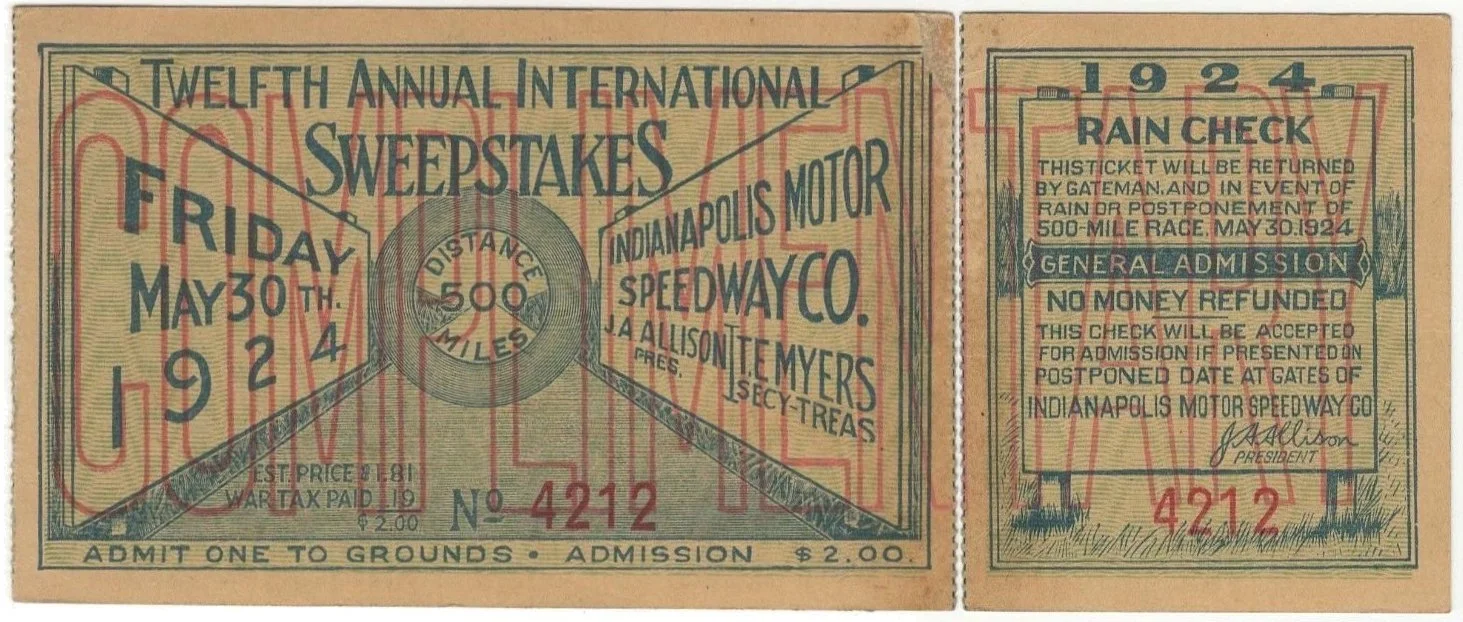 TWELFTH ANNUAL INTERNATIONAL
SWEEPSTAKES
FRIDAY
MAY 30 TH.
1924
DISTANCE
500
MILES
INDIANAPOLIS MOTOR
SPEEDWAY CO.
J.A. ALLISON
PRES.
T.E. MYERS
SECY-TREAS
COMPLIMENTARY
EST. PRICE $1.81
WAR TAX PAID .19
$2.00
No 4212
ADMIT ONE TO GROUNDS • ADMISSION $2.00.
1924
RAIN CHECK
THIS TICKET WILL BE RETURNED
BY GATEMAN, AND IN EVENT OF
RAIN OR POSTPONEMENT OF
500-MILE RACE, MAY 30, 1924
GENERAL ADMISSION
NO MONEY REFUNDED
THIS CHECK WILL BE ACCEPTED
FOR ADMISSION IF PRESENTED ON
POSTPONED DATE AT GATES OF
INDIANAPOLIS MOTOR SPEEDWAY CO
J A Allison
PRESIDENT
4212